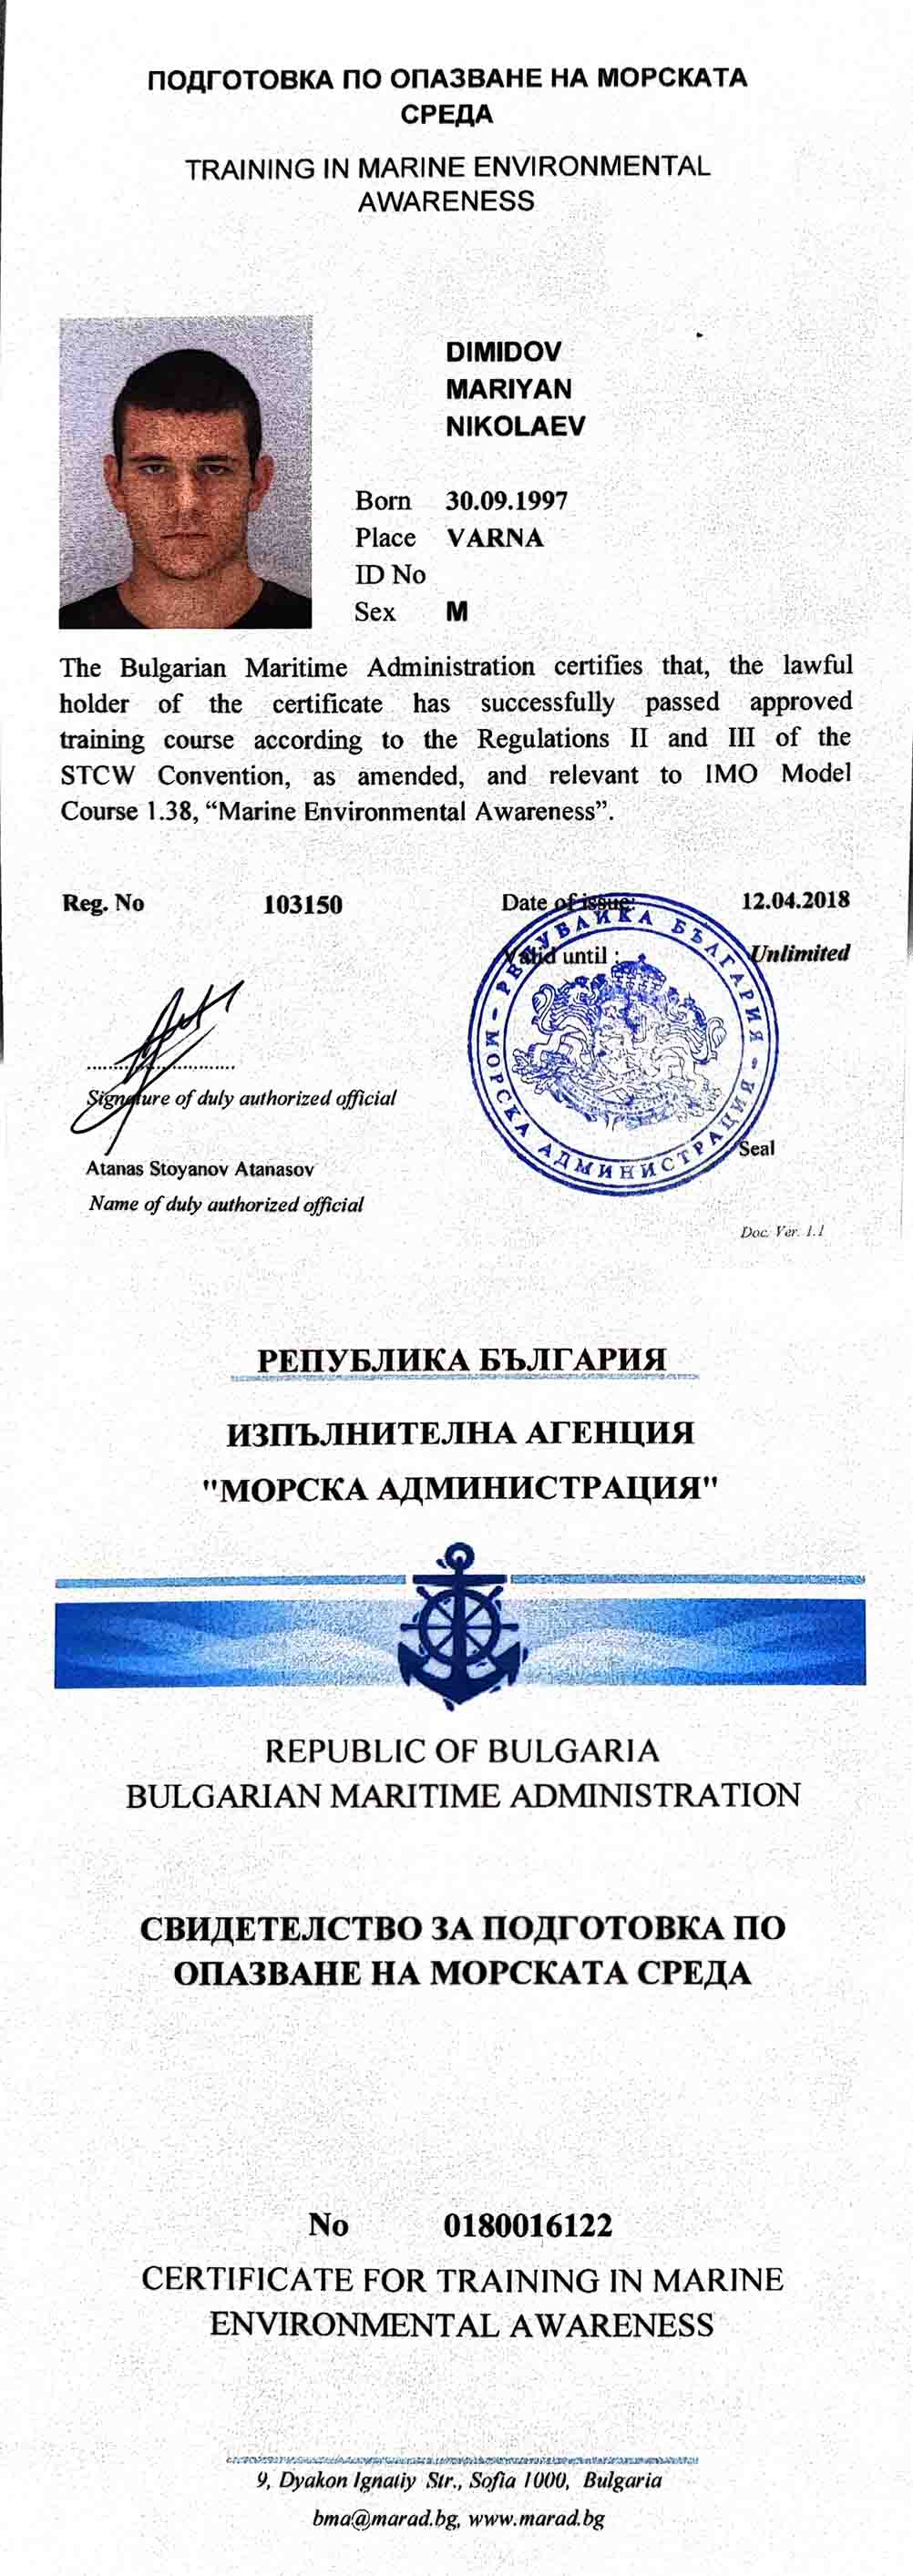 ПОДГОТОВКА ПО ОПАЗВАНЕ НА МОРСКАТА
СРЕДА
TRAINING IN MARINE ENVIRONMENTAL
AWARENESS
DIMIDOV
MARIYAN
NIKOLAEV
Born 30.09.1997
Place VARNA
ID No
Sex M
The Bulgarian Maritime Administration certifies that, the lawful
holder of the certificate has successfully passed approved
training course according to the Regulations II and III of the
STCW Convention, as amended, and relevant to IMO Model
Course 1.38, “Marine Environmental Awareness”.
Reg. No 103150 Date of issue: 12.04.2018
Valid until : Unlimited
РЕПУБЛИКА БЪЛГАРИЯ - МОРСКА АДМИНИСТРАЦИЯ -
Signature of duly authorized official
Seal
Atanas Stoyanov Atanasov
Name of duly authorized official
Doc. Ver. 1.1
РЕПУБЛИКА БЪЛГАРИЯ
ИЗПЪЛНИТЕЛНА АГЕНЦИЯ
"МОРСКА АДМИНИСТРАЦИЯ"
REPUBLIC OF BULGARIA
BULGARIAN MARITIME ADMINISTRATION
СВИДЕТЕЛСТВО ЗА ПОДГОТОВКА ПО
ОПАЗВАНЕ НА МОРСКАТА СРЕДА
No 0180016122
CERTIFICATE FOR TRAINING IN MARINE
ENVIRONMENTAL AWARENESS
9, Dyakon Ignatiy Str., Sofia 1000, Bulgaria
bma@marad.bg, www.marad.bg